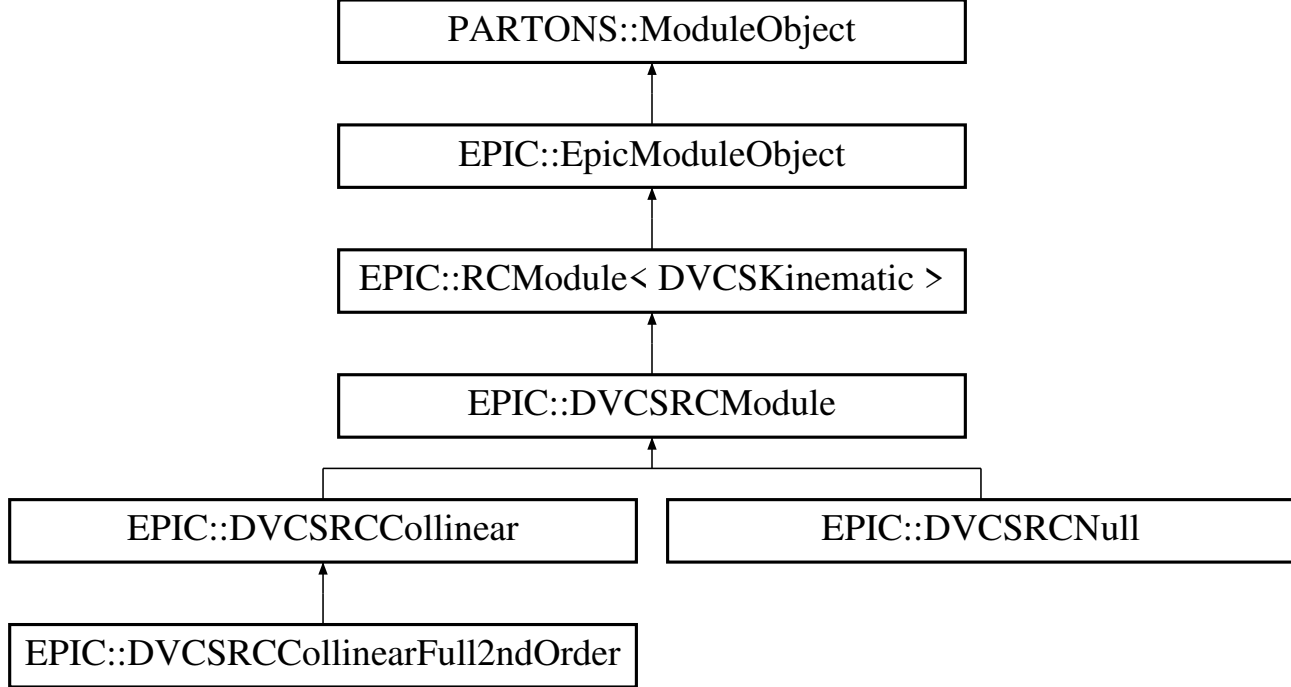 PARTONS::ModuleObject
EPIC::EpicModuleObject
EPIC::RCModule< DVCSKinematic >
EPIC::DVCSRCModule
EPIC::DVCSRCCollinear
EPIC::DVCSRCNull
EPIC::DVCSRCCollinearFull2ndOrder